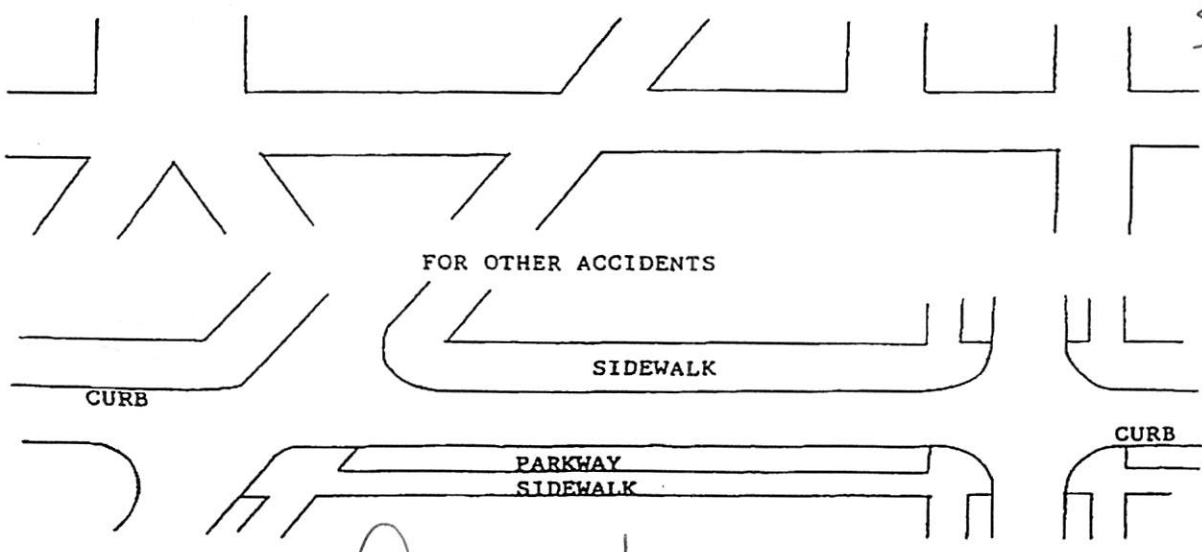 FOR OTHER ACCIDENTS
SIDEWALK
CURB
CURB
PARKWAY
SIDEWALK